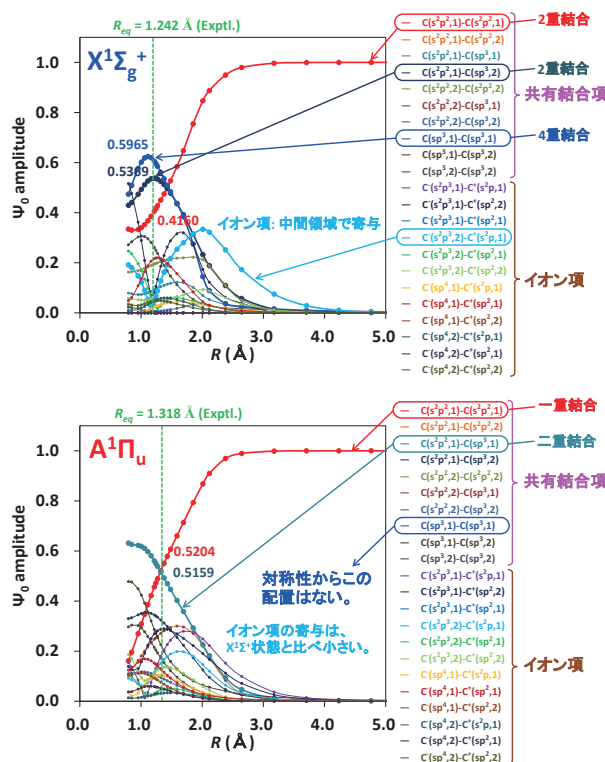 R_eq = 1.242 Å (Exptl.)
X¹Σg⁺
Ψ₀ amplitude
1.0
0.8
0.6
0.4
0.2
0.0
0.5965
0.5369
0.4160
イオン項: 中間領域で寄与
0.0 1.0 2.0 3.0 4.0 5.0
R (Å)
C(s²p²,1)-C(s²p²,1)
C(s²p²,1)-C(s²p²,2)
C(s²p²,1)-C(sp³,1)
C(s²p²,1)-C(sp³,2)
C(s²p²,2)-C(s²p²,2)
C(s²p²,2)-C(sp³,1)
C(s²p²,2)-C(sp³,2)
C(sp³,1)-C(sp³,1)
C(sp³,1)-C(sp³,2)
C(sp³,2)-C(sp³,2)
C⁻(s²p³,1)-C⁺(s²p,1)
C⁻(s²p³,1)-C⁺(sp²,2)
C⁻(s²p³,1)-C⁺(sp²,1)
C⁻(s²p³,2)-C⁺(s²p,1)
C⁻(s²p³,2)-C⁺(sp²,1)
C⁻(s²p³,2)-C⁺(sp²,2)
C⁻(sp⁴,1)-C⁺(s²p,1)
C⁻(sp⁴,1)-C⁺(sp²,1)
C⁻(sp⁴,1)-C⁺(sp²,2)
C⁻(sp⁴,2)-C⁺(s²p,1)
C⁻(sp⁴,2)-C⁺(sp²,1)
C⁻(sp⁴,2)-C⁺(sp²,2)
2重結合
2重結合
共有結合項
4重結合
イオン項
R_eq = 1.318 Å (Exptl.)
A¹Πu
Ψ₀ amplitude
1.0
0.8
0.6
0.4
0.2
0.0
0.5204
0.5159
対称性からこの
配置はない。
イオン項の寄与は、
X¹Σ⁺状態と比べ小さい。
0.0 1.0 2.0 3.0 4.0 5.0
R (Å)
C(s²p²,1)-C(s²p²,1)
C(s²p²,1)-C(s²p²,2)
C(s²p²,1)-C(sp³,1)
C(s²p²,1)-C(sp³,2)
C(s²p²,2)-C(s²p²,2)
C(s²p²,2)-C(sp³,1)
C(s²p²,2)-C(sp³,2)
C(sp³,1)-C(sp³,1)
C(sp³,1)-C(sp³,2)
C(sp³,2)-C(sp³,2)
C⁻(s²p³,1)-C⁺(s²p,1)
C⁻(s²p³,1)-C⁺(sp²,2)
C⁻(s²p³,1)-C⁺(sp²,1)
C⁻(s²p³,2)-C⁺(s²p,1)
C⁻(s²p³,2)-C⁺(sp²,1)
C⁻(s²p³,2)-C⁺(sp²,2)
C⁻(sp⁴,1)-C⁺(s²p,1)
C⁻(sp⁴,1)-C⁺(sp²,1)
C⁻(sp⁴,1)-C⁺(sp²,2)
C⁻(sp⁴,2)-C⁺(s²p,1)
C⁻(sp⁴,2)-C⁺(sp²,1)
C⁻(sp⁴,2)-C⁺(sp²,2)
一重結合
二重結合
共有結合項
イオン項